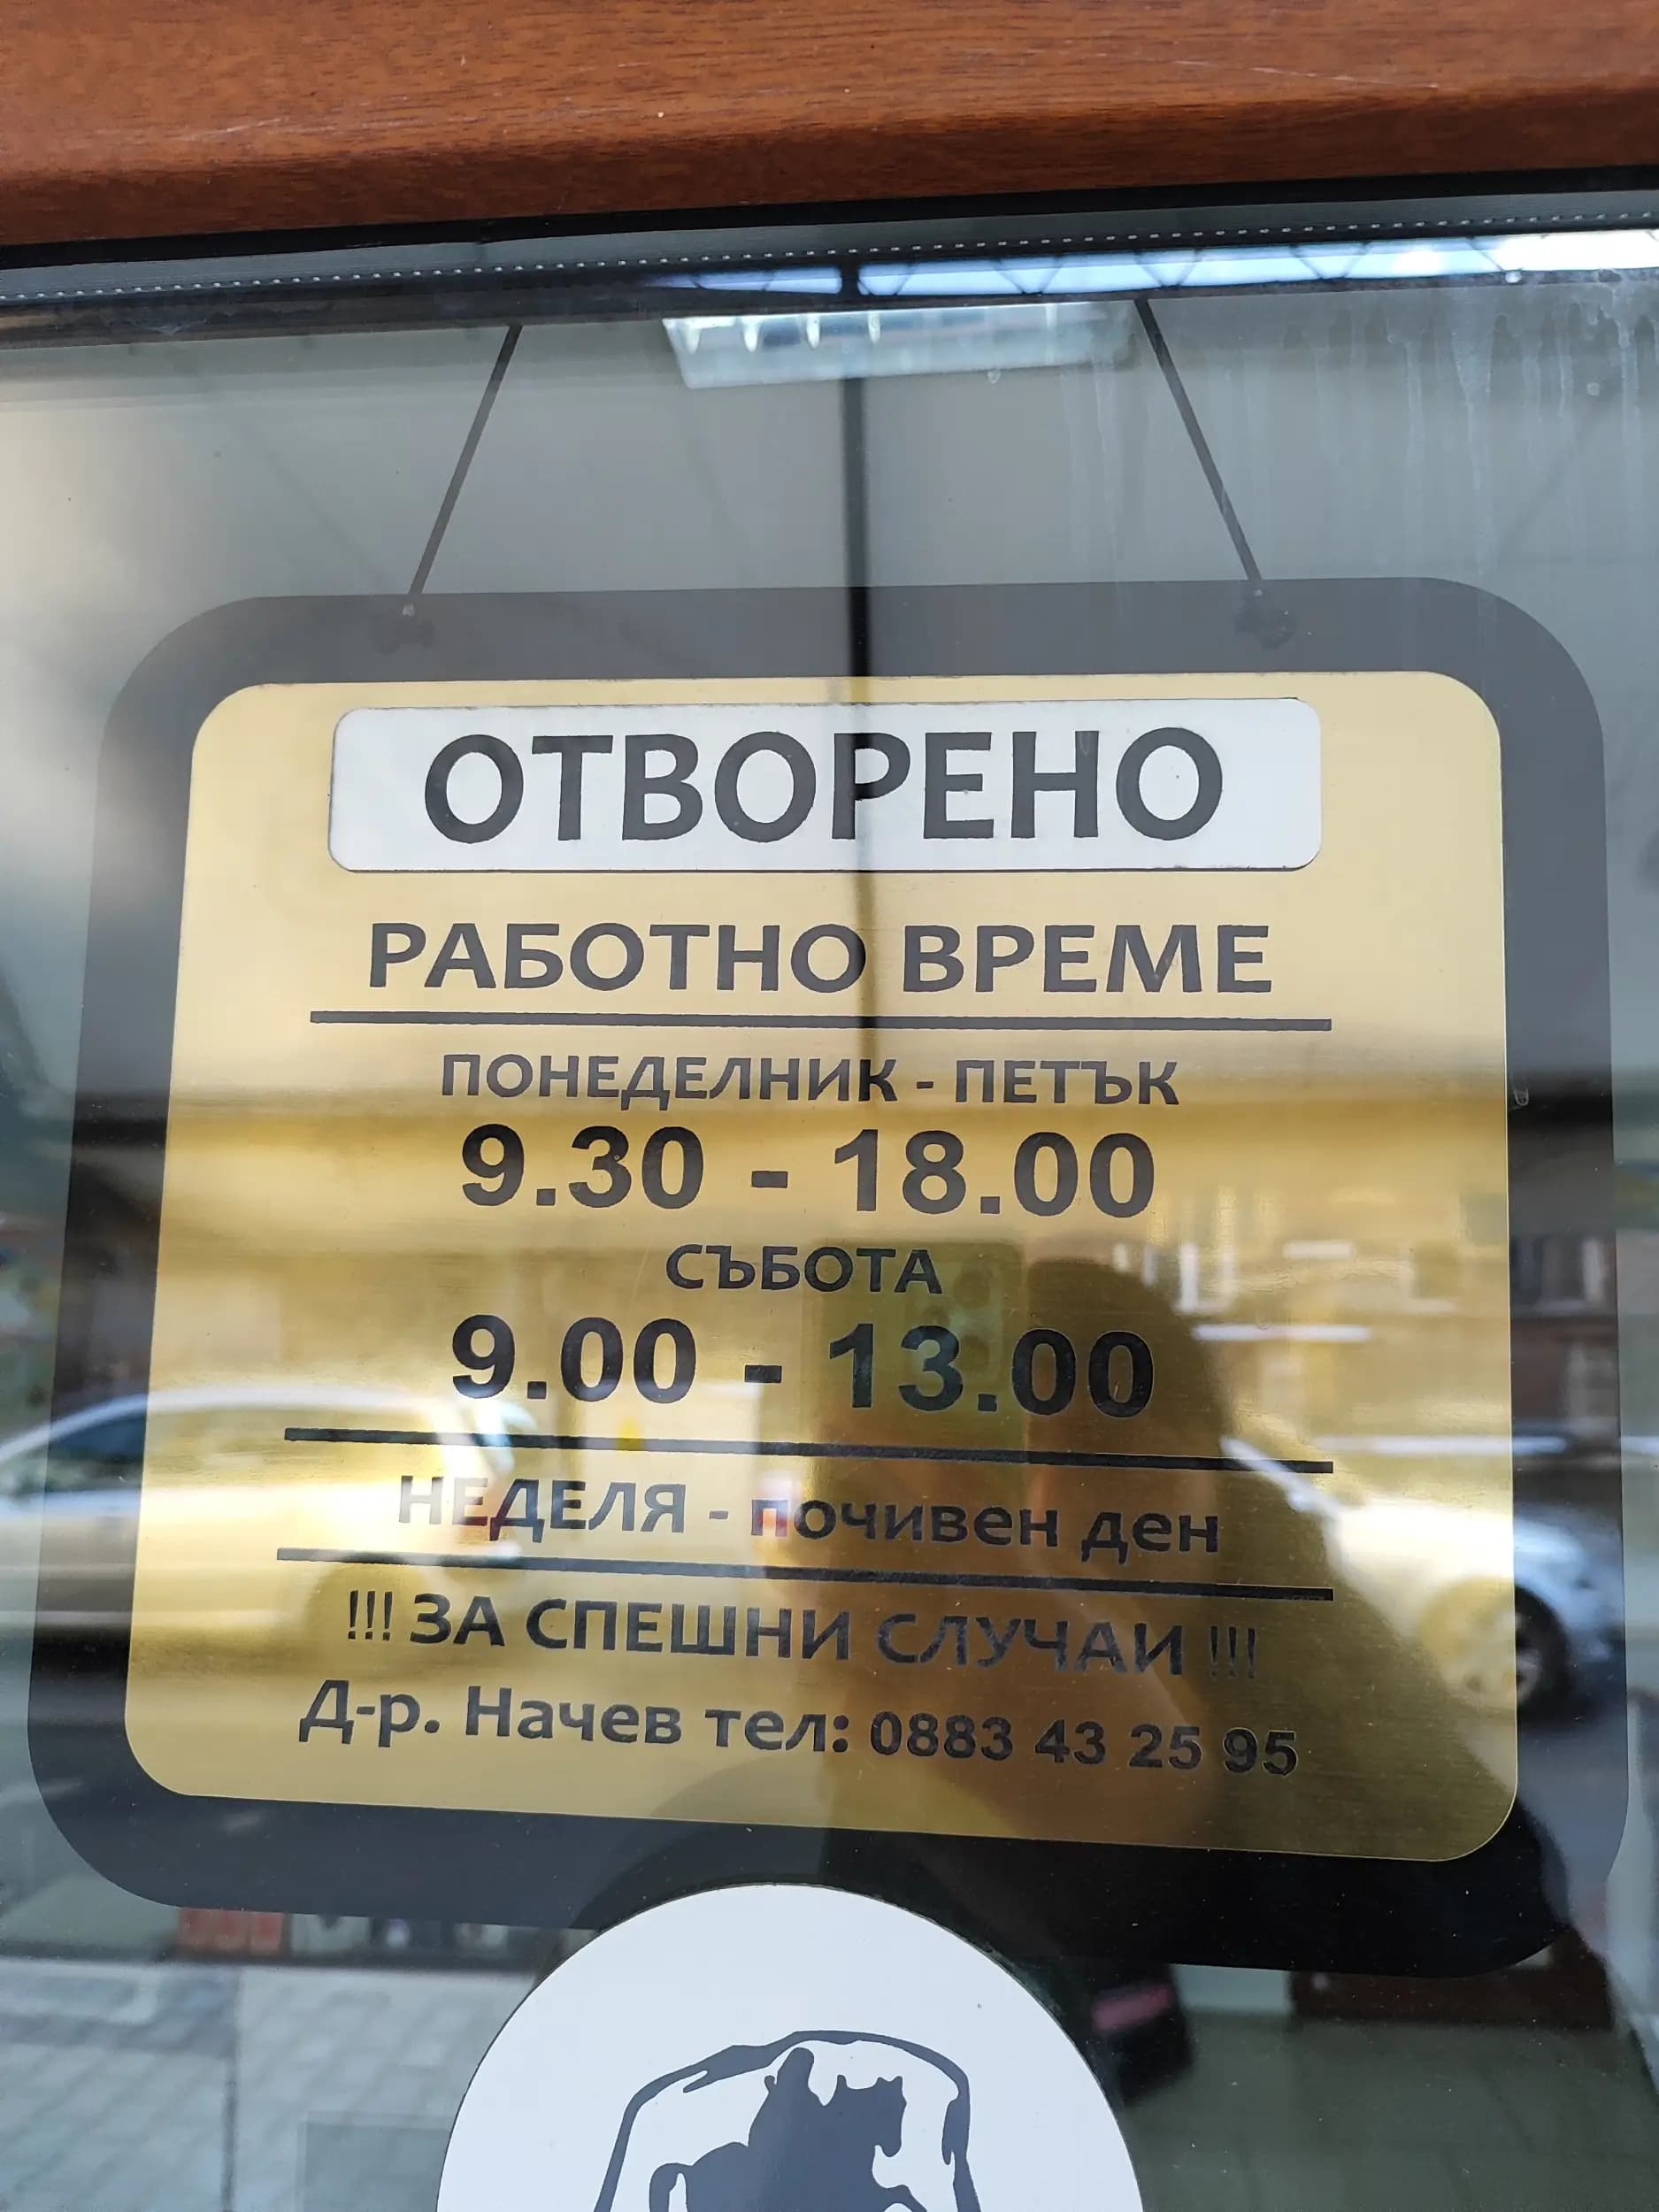 ОТВОРЕНО
РАБОТНО ВРЕМЕ
ПОНЕДЕЛНИК - ПЕТЪК
9.30 - 18.00
СЪБОТА
9.00 - 13.00
НЕДЕЛЯ - почивен ден
!!! ЗА СПЕШНИ СЛУЧАИ !!!
Д-р. Начев тел: 0883 43 25 95